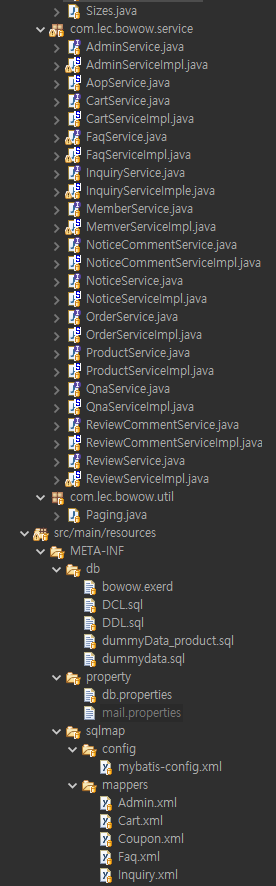 Sizes.java
com.lec.bowow.service
AdminService.java
AdminServiceImpl.java
AopService.java
CartService.java
CartServiceImpl.java
FaqService.java
FaqServiceImpl.java
InquiryService.java
InquiryServiceImple.java
MemberService.java
MemverServiceImpl.java
NoticeCommentService.java
NoticeCommentServiceImpl.java
NoticeService.java
NoticeServiceImpl.java
OrderService.java
OrderServiceImpl.java
ProductService.java
ProductServiceImpl.java
QnaService.java
QnaServiceImpl.java
ReviewCommentService.java
ReviewCommentServiceImpl.java
ReviewService.java
ReviewServiceImpl.java
com.lec.bowow.util
Paging.java
src/main/resources
META-INF
db
bowow.exerd
DCL.sql
DDL.sql
dummyData_product.sql
dummydata.sql
property
db.properties
mail.properties
sqlmap
config
mybatis-config.xml
mappers
Admin.xml
Cart.xml
Coupon.xml
Faq.xml
Inquiry.xml